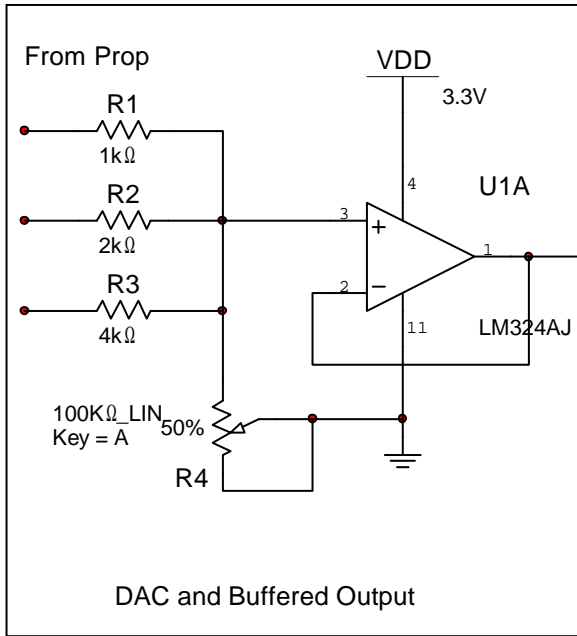 From Prop
VDD
3.3V
R1
1kΩ
4
U1A
R2
2kΩ
3
+
1
2
−
R3
4kΩ
11
LM324AJ
100KΩ_LIN
50%
Key = A
R4
DAC and Buffered Output